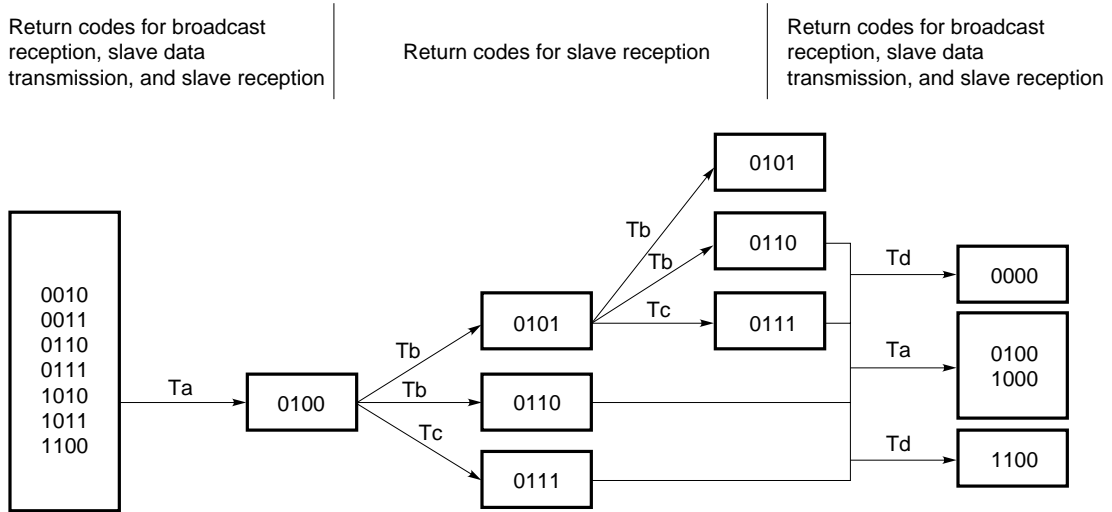 Return codes for broadcast
reception, slave data
transmission, and slave reception
Return codes for slave reception
Return codes for broadcast
reception, slave data
transmission, and slave reception
0010
0011
0110
0111
1010
1011
1100
Ta
0100
Tb
Tb
Tc
0101
0110
0111
Tb
Tb
Tc
0101
0110
0111
Td
Ta
Td
0000
0100
1000
1100